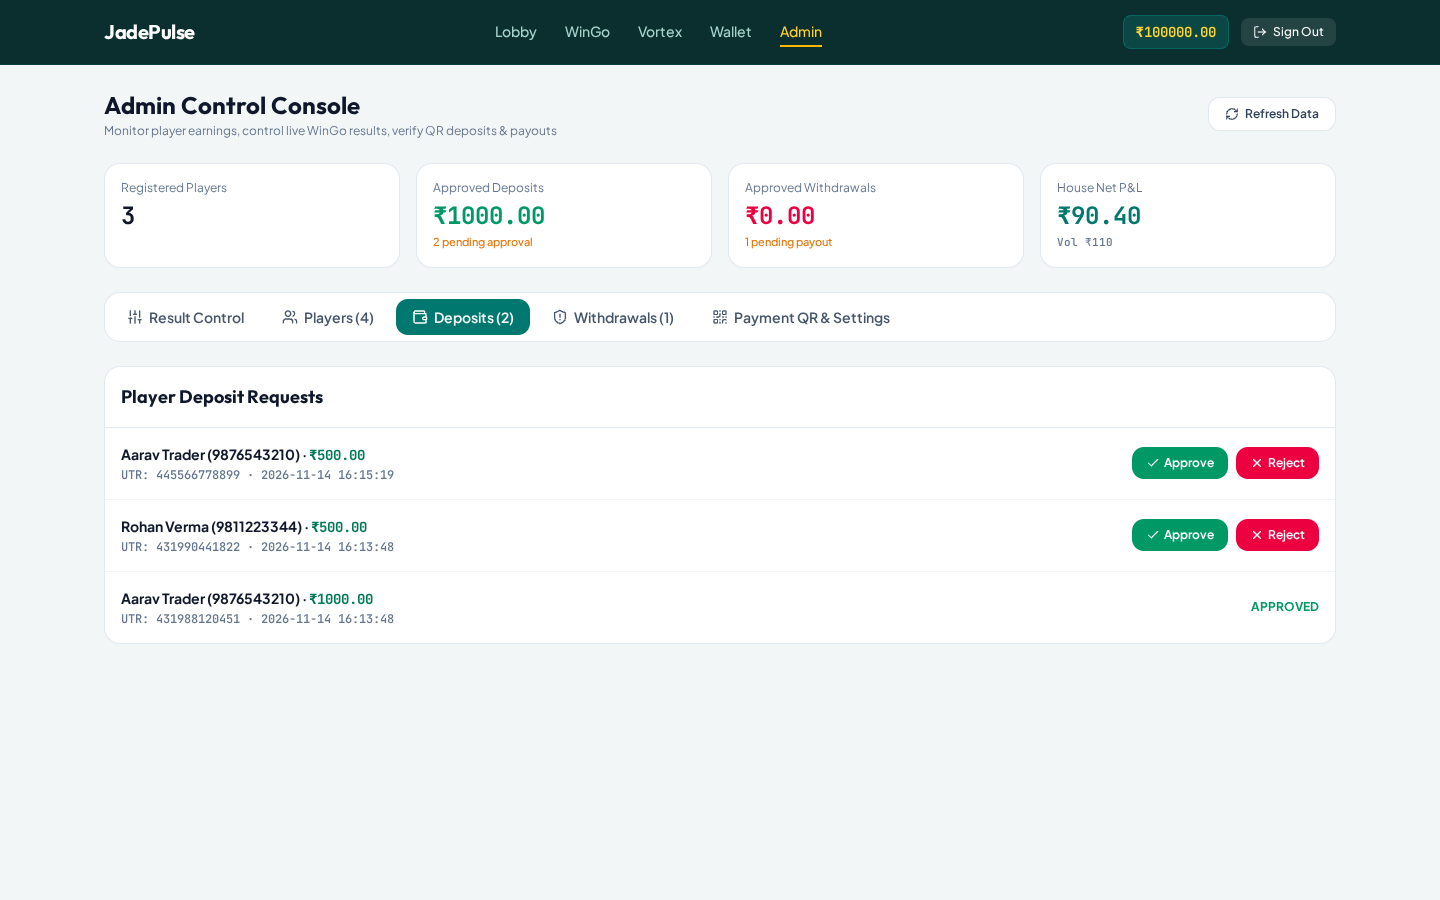 JadePulse
Lobby WinGo Vortex Wallet Admin
₹100000.00 Sign Out
Admin Control Console
Monitor player earnings, control live WinGo results, verify QR deposits & payouts
Refresh Data
Registered Players
3
Approved Deposits
₹1000.00
2 pending approval
Approved Withdrawals
₹0.00
1 pending payout
House Net P&L
₹90.40
Vol ₹110
Result Control Players (4) Deposits (2) Withdrawals (1) Payment QR & Settings
Player Deposit Requests
Aarav Trader (9876543210) · ₹500.00
UTR: 445566778899 · 2026-11-14 16:15:19
Approve Reject
Rohan Verma (9811223344) · ₹500.00
UTR: 431990441822 · 2026-11-14 16:13:48
Approve Reject
Aarav Trader (9876543210) · ₹1000.00
UTR: 431988120451 · 2026-11-14 16:13:48
APPROVED